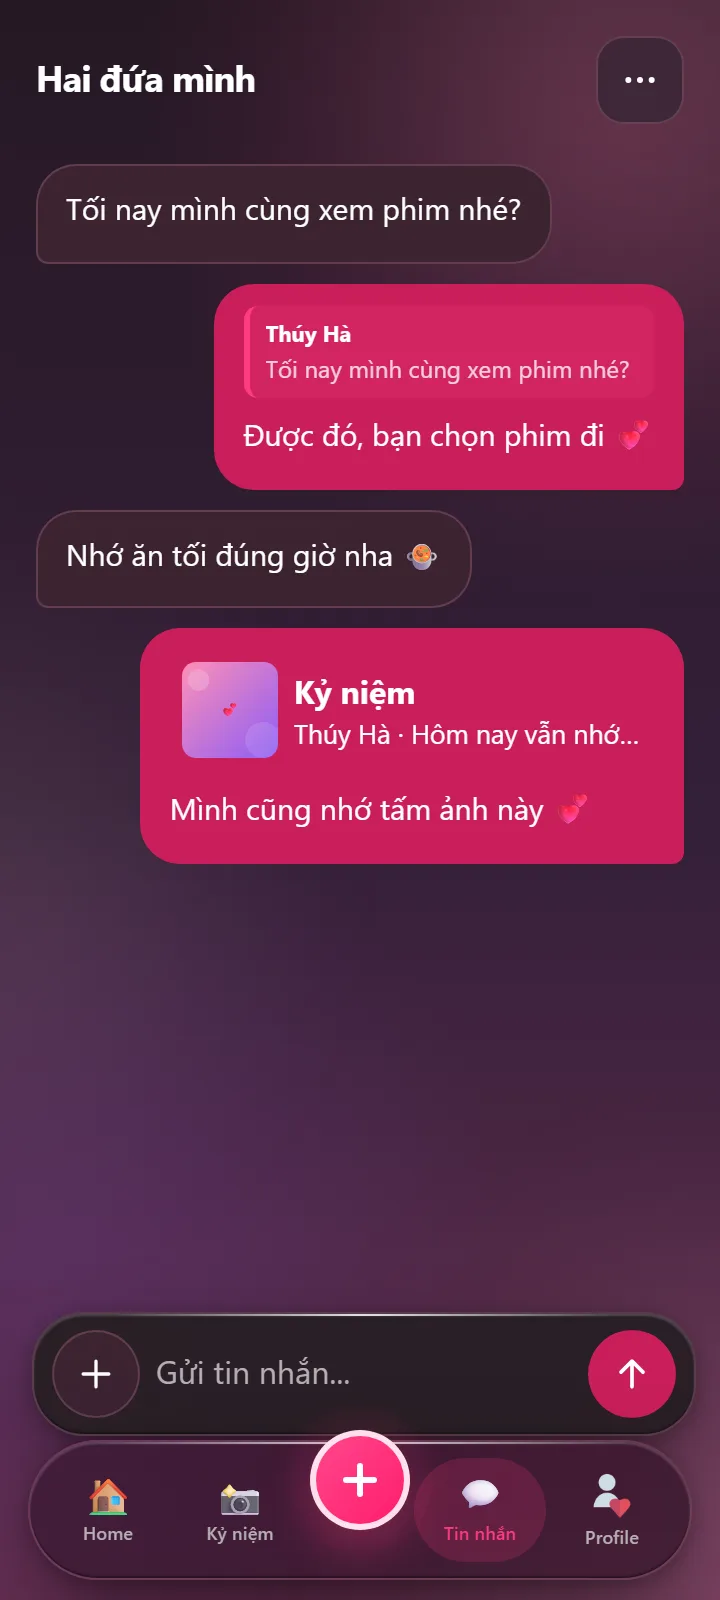 Hai đứa mình
Tối nay mình cùng xem phim nhé?
Thúy Hà
Tối nay mình cùng xem phim nhé?
Được đó, bạn chọn phim đi 💕
Nhớ ăn tối đúng giờ nha 🍲
Kỷ niệm
Thúy Hà · Hôm nay vẫn nhớ...
Mình cũng nhớ tấm ảnh này 💕
Gửi tin nhắn...
Home
Kỷ niệm
Tin nhắn
Profile